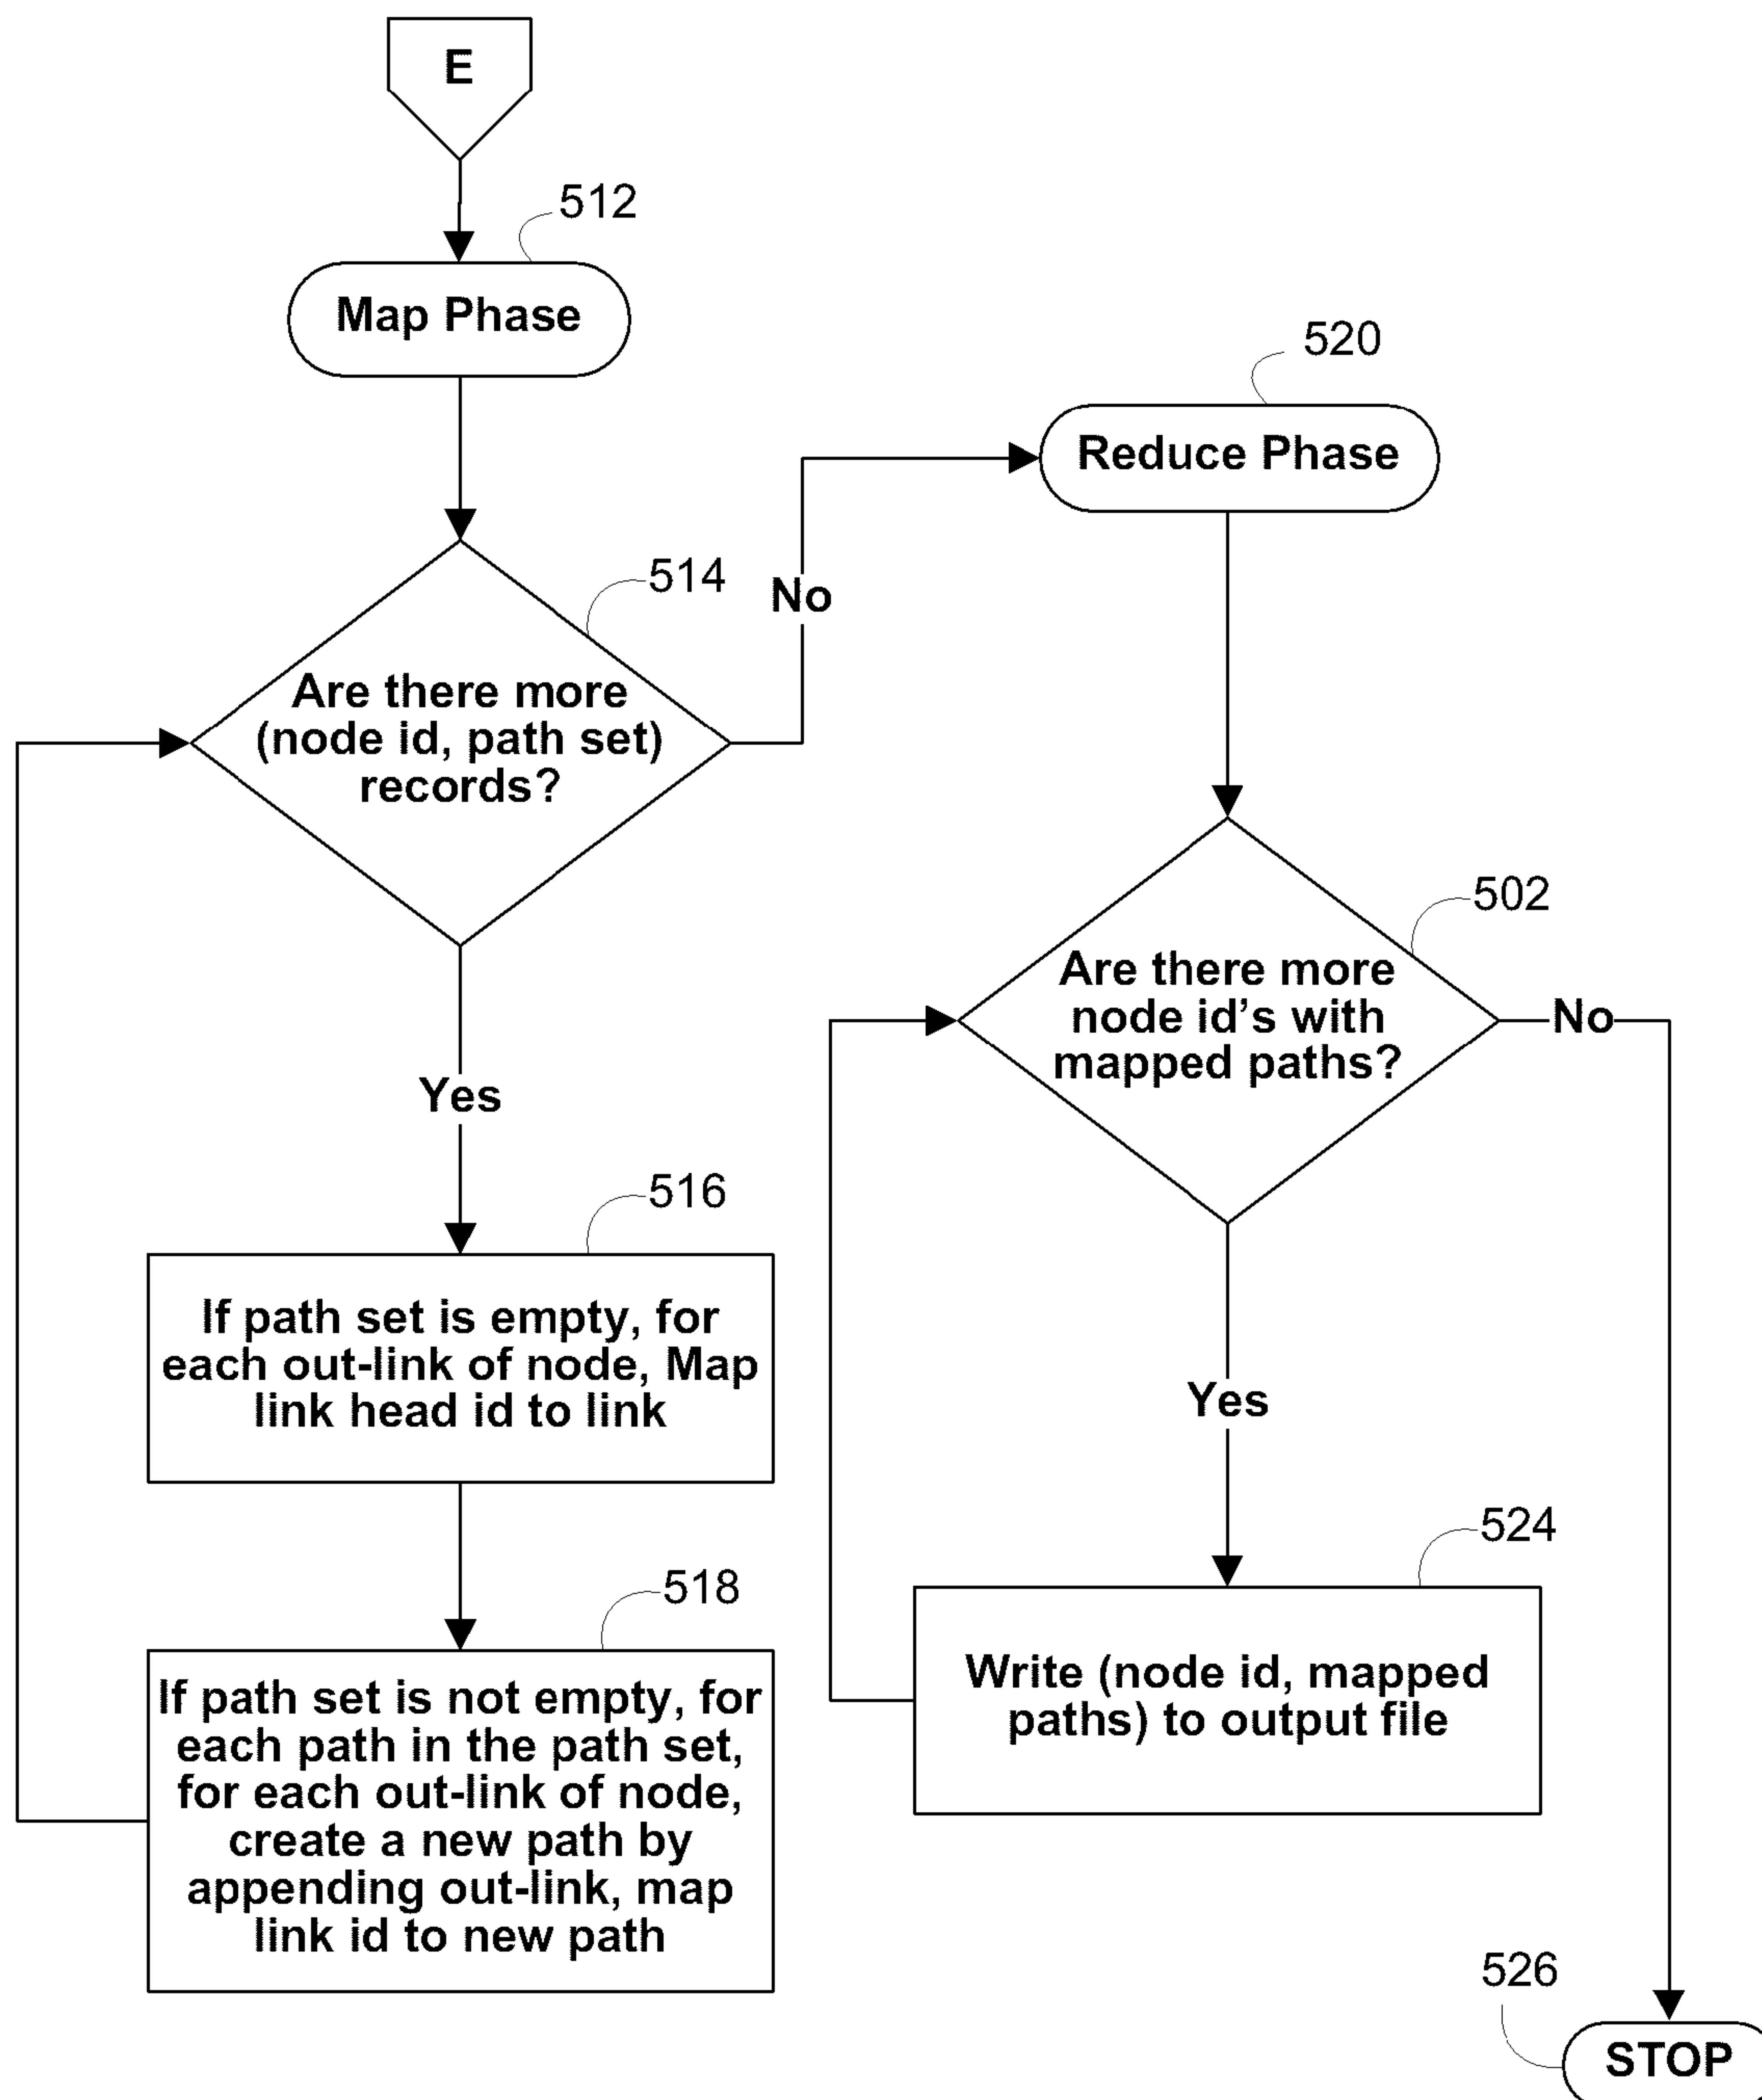 E
512
Map Phase
520
Reduce Phase
514
No
Are there more
(node id, path set)
records?
502
Are there more
node id's with
mapped paths?
No
Yes
516
If path set is empty, for
each out-link of node, Map
link head id to link
Yes
524
Write (node id, mapped
paths) to output file
518
If path set is not empty, for
each path in the path set,
for each out-link of node,
create a new path by
appending out-link, map
link id to new path
526
STOP